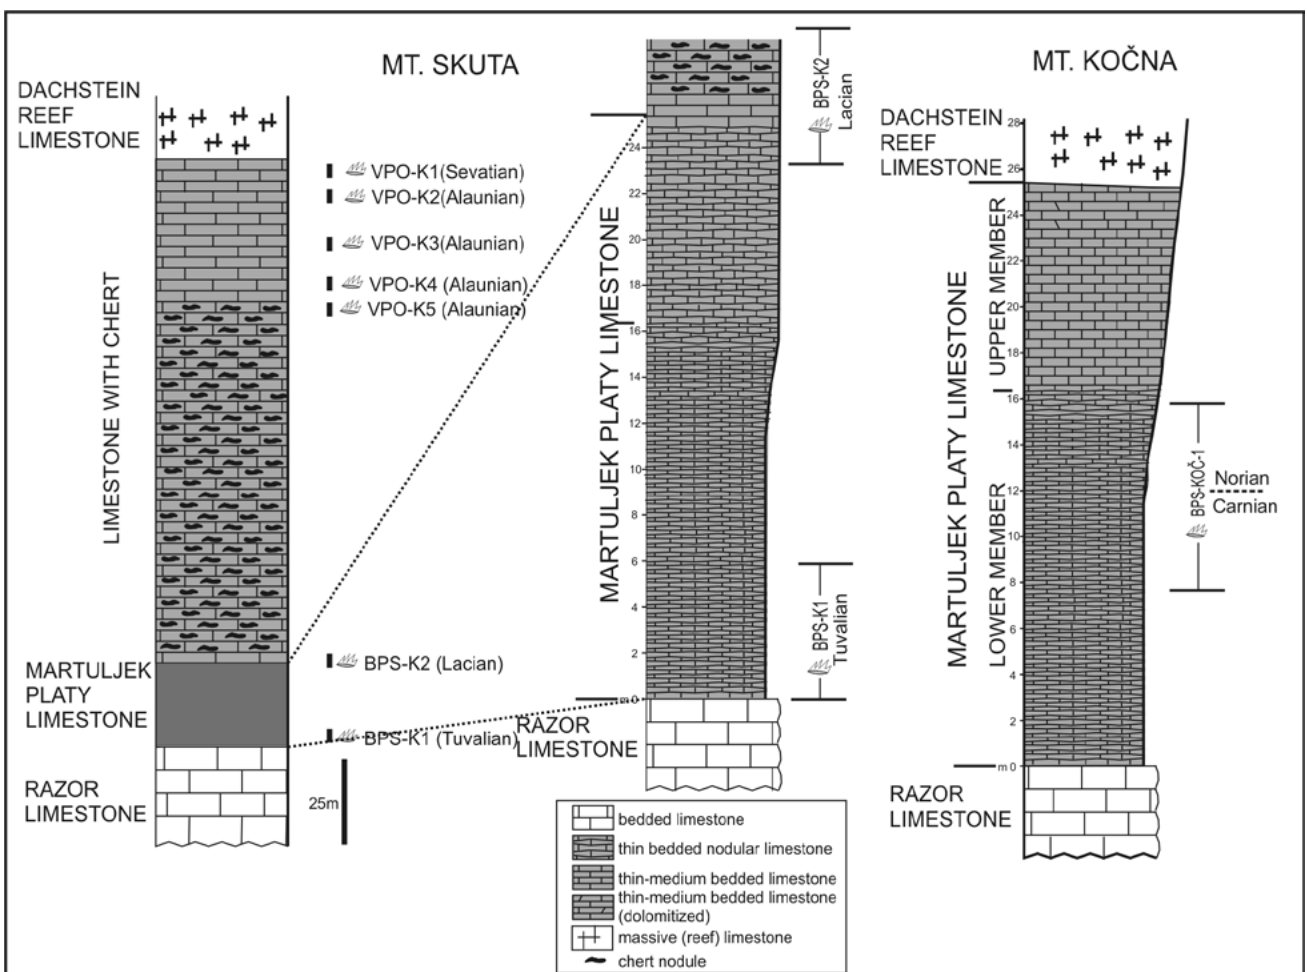 MT. SKUTA
DACHSTEIN
REEF
LIMESTONE
LIMESTONE WITH CHERT
MARTULJEK
PLATY
LIMESTONE
RAZOR
LIMESTONE
VPO-K1(Sevatian)
VPO-K2(Alaunian)
VPO-K3(Alaunian)
VPO-K4 (Alaunian)
VPO-K5 (Alaunian)
BPS-K2 (Lacian)
BPS-K1 (Tuvalian)
25m
MARTULJEK PLATY LIMESTONE
24
22
20
18
16
14
12
10
8
6
4
2
m 0
RAZOR
LIMESTONE
BPS-K2
Lacian
BPS-K1
Tuvalian
MT. KOČNA
DACHSTEIN
REEF
LIMESTONE
MARTULJEK PLATY LIMESTONE
UPPER MEMBER
LOWER MEMBER
28
26
24
22
20
18
16
14
12
10
8
6
4
2
m 0
RAZOR
LIMESTONE
BPS-KOČ-1
Norian
Carnian
bedded limestone
thin bedded nodular limestone
thin-medium bedded limestone
thin-medium bedded limestone
(dolomitized)
massive (reef) limestone
chert nodule